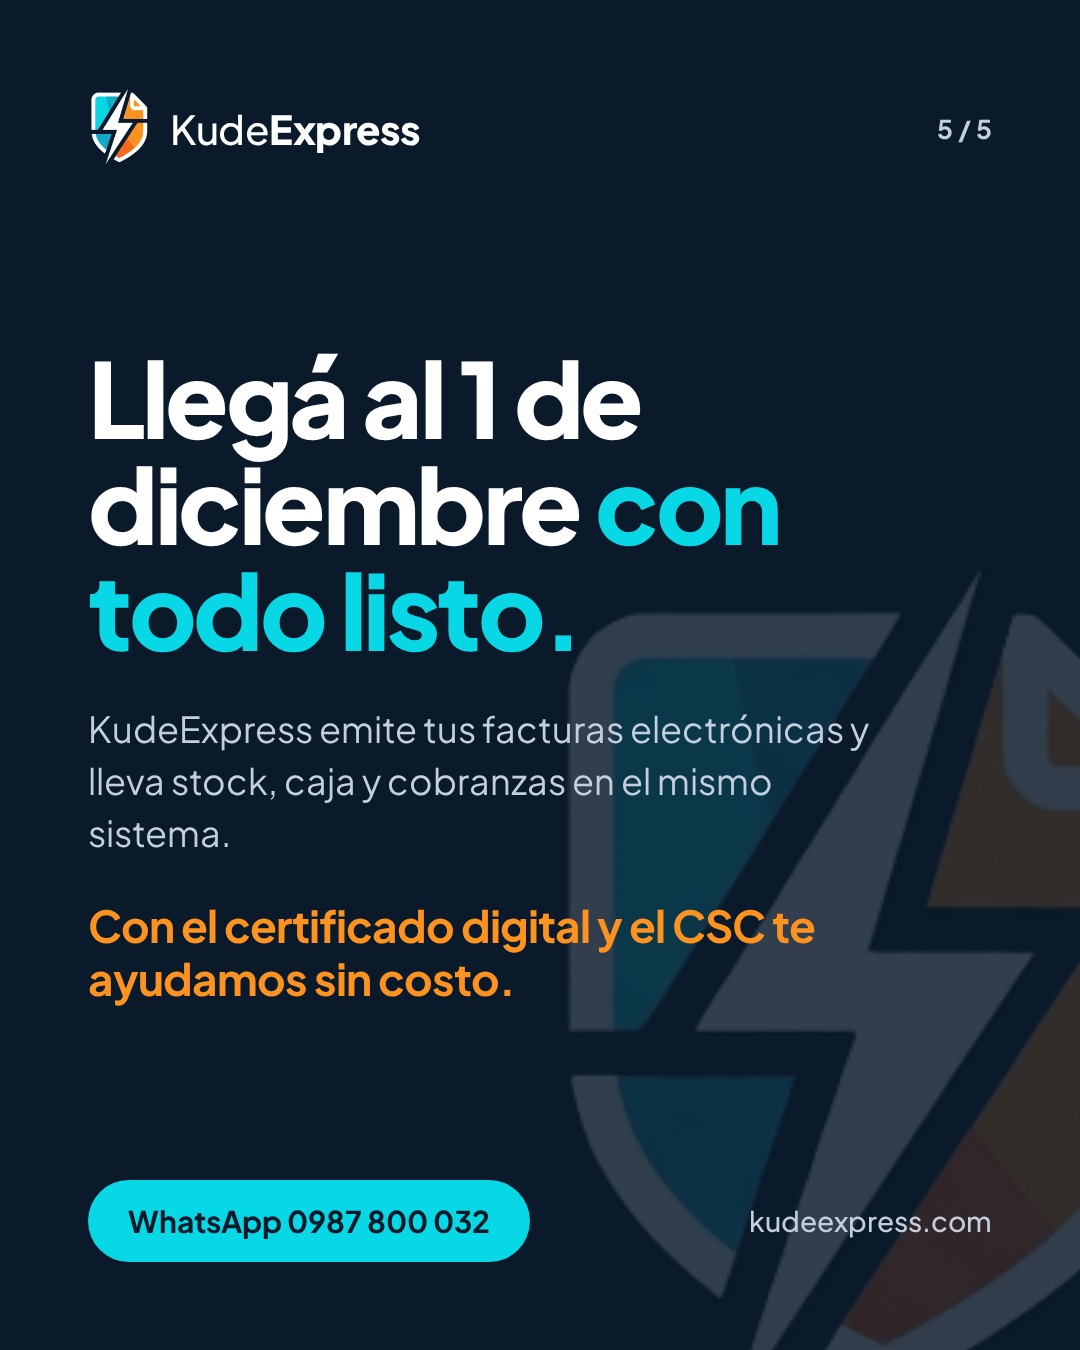 KudeExpress
5 / 5
Llegá al 1 de
diciembre con
todo listo.
KudeExpress emite tus facturas electrónicas y
lleva stock, caja y cobranzas en el mismo
sistema.
Con el certificado digital y el CSC te
ayudamos sin costo.
WhatsApp 0987 800 032
kudeexpress.com